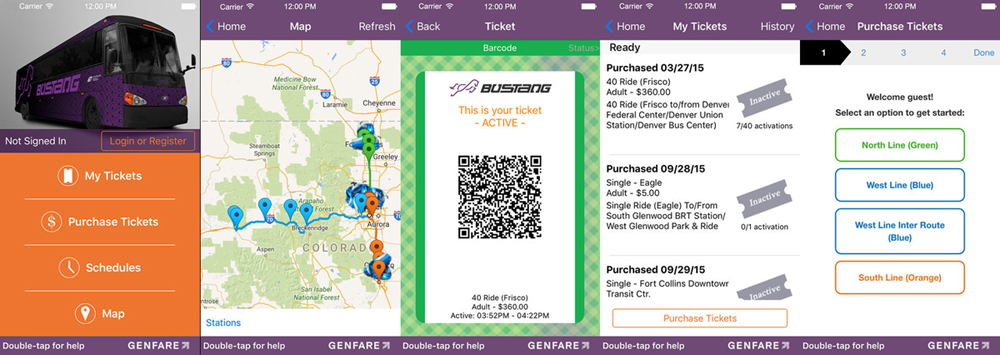 Carrier 12:00 PM
BUSTANG
Not Signed In Login or Register
My Tickets
Purchase Tickets
Schedules
Map
Double-tap for help GENFARE
Carrier 12:00 PM
Home Map Refresh
Medicine Bow
National Forest
Laramie
Cheyenne
Steamboat
Springs
Greeley
Arapaho
National Forest
Breckenridge
Aurora
Aspen
COLORAD
San Isabel
National Forest
Stations
Double-tap for help GENFARE
Carrier 12:00 PM
Back Ticket
Barcode Status>
BUSTANG
This is your ticket
- ACTIVE -
40 Ride (Frisco)
Adult - $360.00
Active: 03:52PM - 04:22PM
Double-tap for help GENFARE
Carrier 12:00 PM
Home My Tickets History
Ready
Purchased 03/27/15
40 Ride (Frisco)
Adult - $360.00
40 Ride (Frisco to/from Denver
Federal Center/Denver Union
Station/Denver Bus Center)
Inactive
7/40 activations
Purchased 09/28/15
Single - Eagle
Adult - $5.00
Single Ride (Eagle) To/From
South Glenwood BRT Station/
West Glenwood Park & Ride
Inactive
0/1 activation
Purchased 09/29/15
Single - Fort Collins Downtown
Transit Ctr.
Inactive
Purchase Tickets
Double-tap for help GENFARE
Carrier 12:00 PM
Home Purchase Tickets
1 2 3 4 Done
Welcome guest!
Select an option to get started:
North Line (Green)
West Line (Blue)
West Line Inter Route
(Blue)
South Line (Orange)
Double-tap for help GENFARE